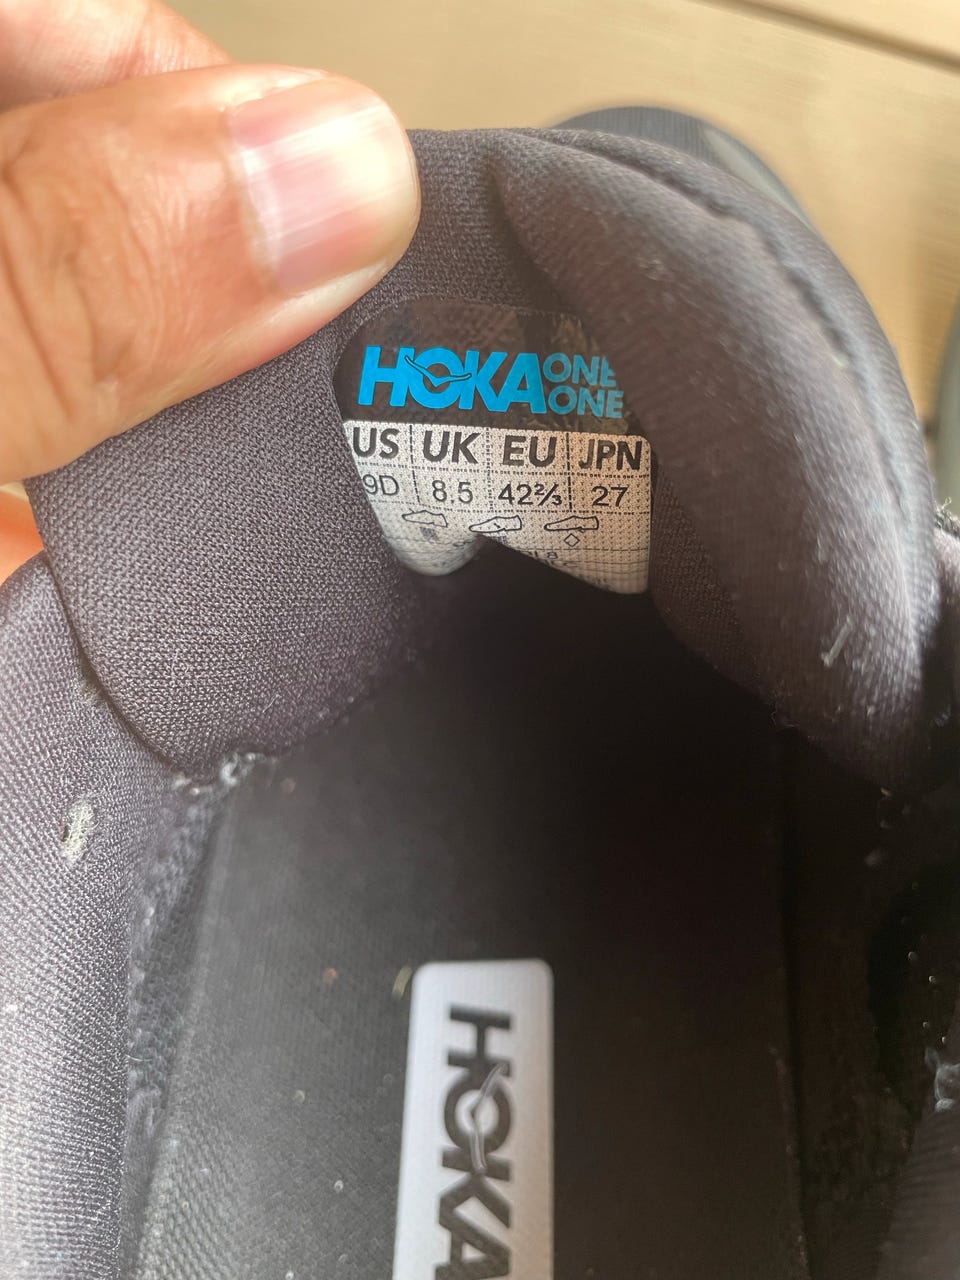 HOKA ONE ONE
US UK EU JPN
9D 8.5 42⅔ 27
HOKA